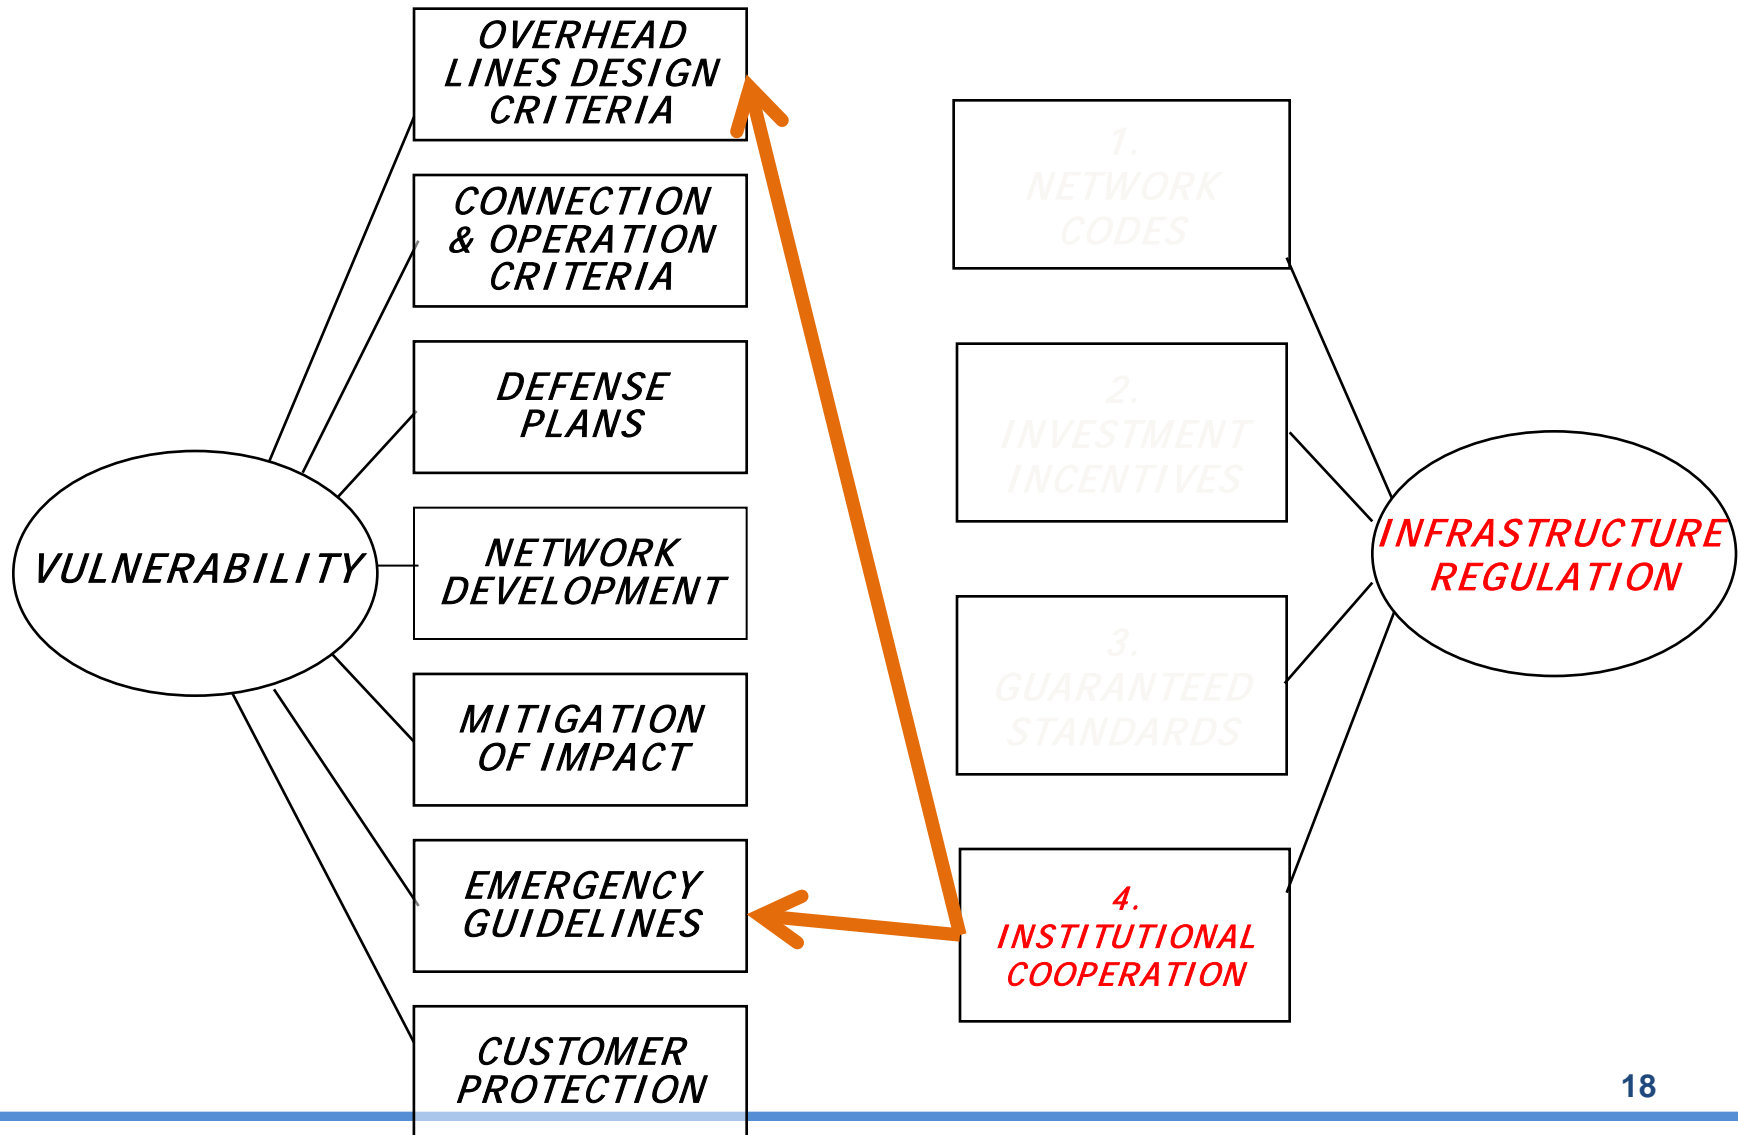 OVERHEAD
LINES DESIGN
CRITERIA
CONNECTION
& OPERATION
CRITERIA
DEFENSE
PLANS
VULNERABILITY
NETWORK
DEVELOPMENT
MITIGATION
OF IMPACT
EMERGENCY
GUIDELINES
CUSTOMER
PROTECTION
1.
NETWORK
CODES
2.
INVESTMENT
INCENTIVES
3.
GUARANTEED
STANDARDS
4.
INSTITUTIONAL
COOPERATION
INFRASTRUCTURE
REGULATION
18